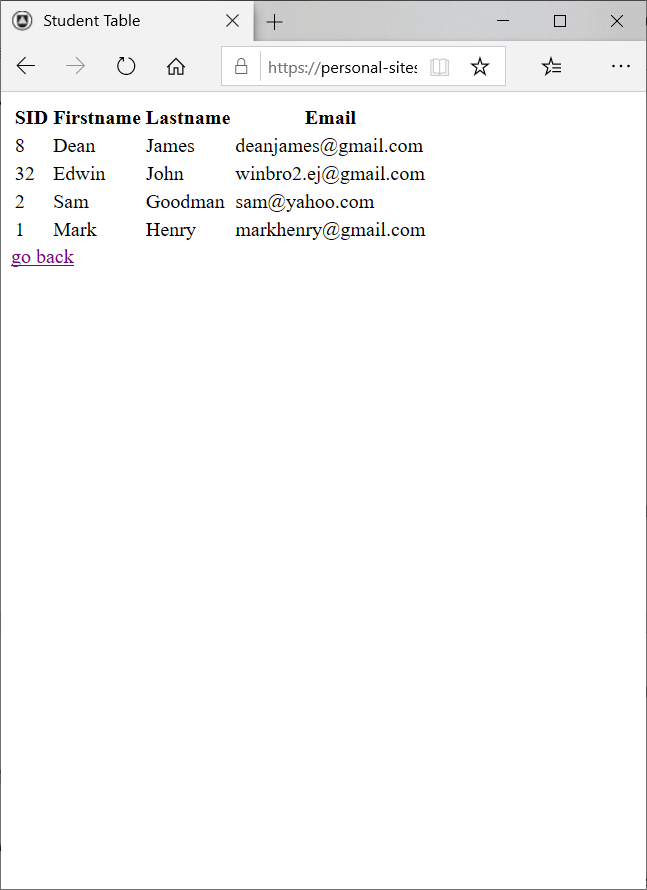 Student Table
https://personal-sites
SID Firstname Lastname Email
8 Dean James deanjames@gmail.com
32 Edwin John winbro2.ej@gmail.com
2 Sam Goodman sam@yahoo.com
1 Mark Henry markhenry@gmail.com
go back